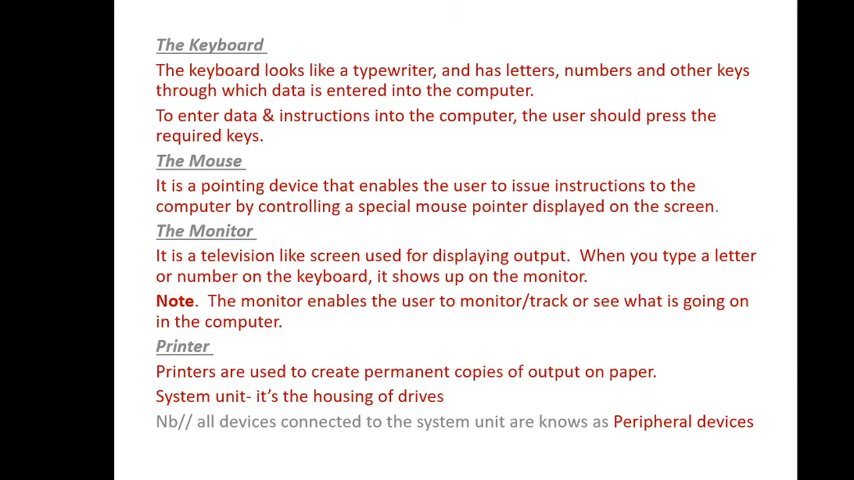 The Keyboard
The keyboard looks like a typewriter, and has letters, numbers and other keys
through which data is entered into the computer.
To enter data & instructions into the computer, the user should press the
required keys.
The Mouse
It is a pointing device that enables the user to issue instructions to the
computer by controlling a special mouse pointer displayed on the screen.
The Monitor
It is a television like screen used for displaying output.  When you type a letter
or number on the keyboard, it shows up on the monitor.
Note.  The monitor enables the user to monitor/track or see what is going on
in the computer.
Printer
Printers are used to create permanent copies of output on paper.
System unit- it’s the housing of drives
Nb// all devices connected to the system unit are knows as Peripheral devices